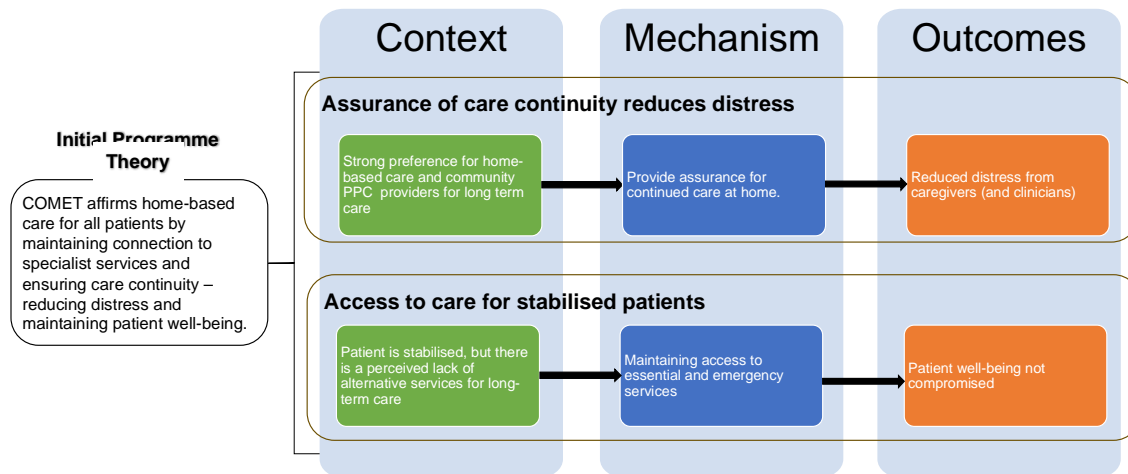 Context
Mechanism
Outcomes
Initial Programme
Theory
COMET affirms home-based
care for all patients by
maintaining connection to
specialist services and
ensuring care continuity –
reducing distress and
maintaining patient well-being.
Assurance of care continuity reduces distress
Strong preference for home-
based care and community
PPC providers for long term
care
Provide assurance for
continued care at home.
Reduced distress from
caregivers (and clinicians)
Access to care for stabilised patients
Patient is stabilised, but there
is a perceived lack of
alternative services for long-
term care
Maintaining access to
essential and emergency
services
Patient well-being not
compromised